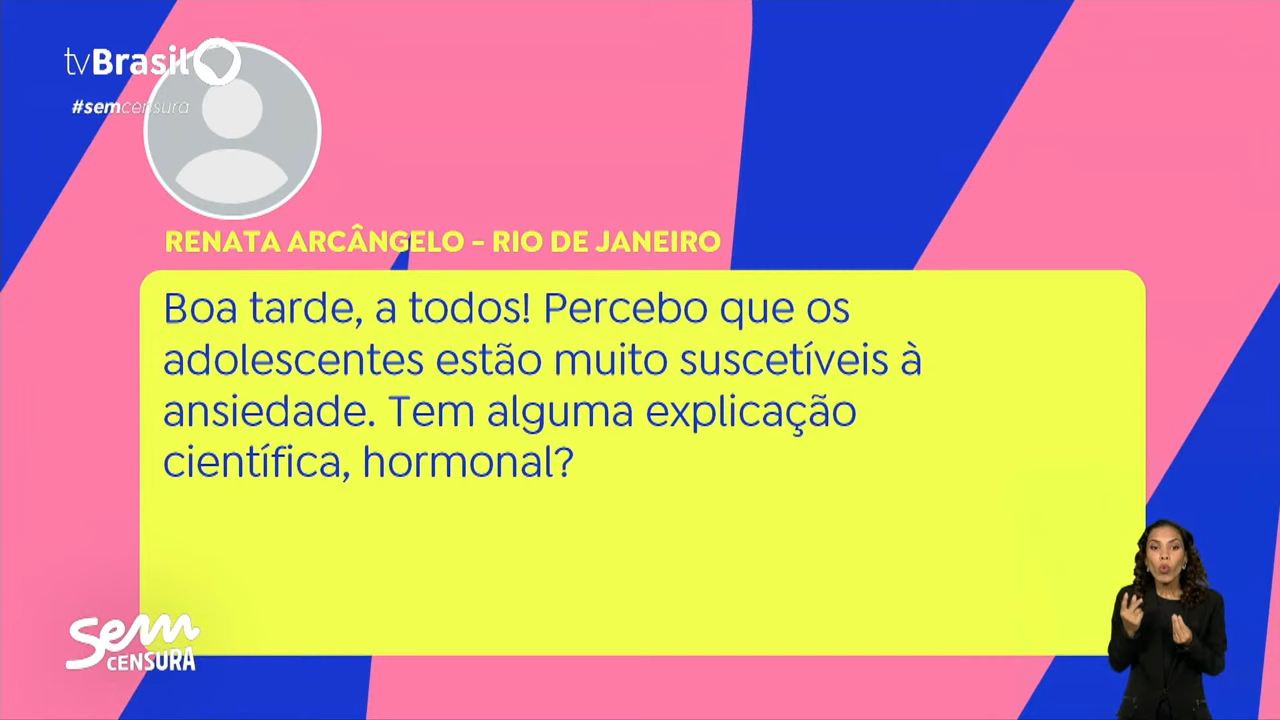 tvBrasil
#semcensura
RENATA ARCÂNGELO - RIO DE JANEIRO
Boa tarde, a todos! Percebo que os
adolescentes estão muito suscetíveis à
ansiedade. Tem alguma explicação
científica, hormonal?
Sem
CENSURA